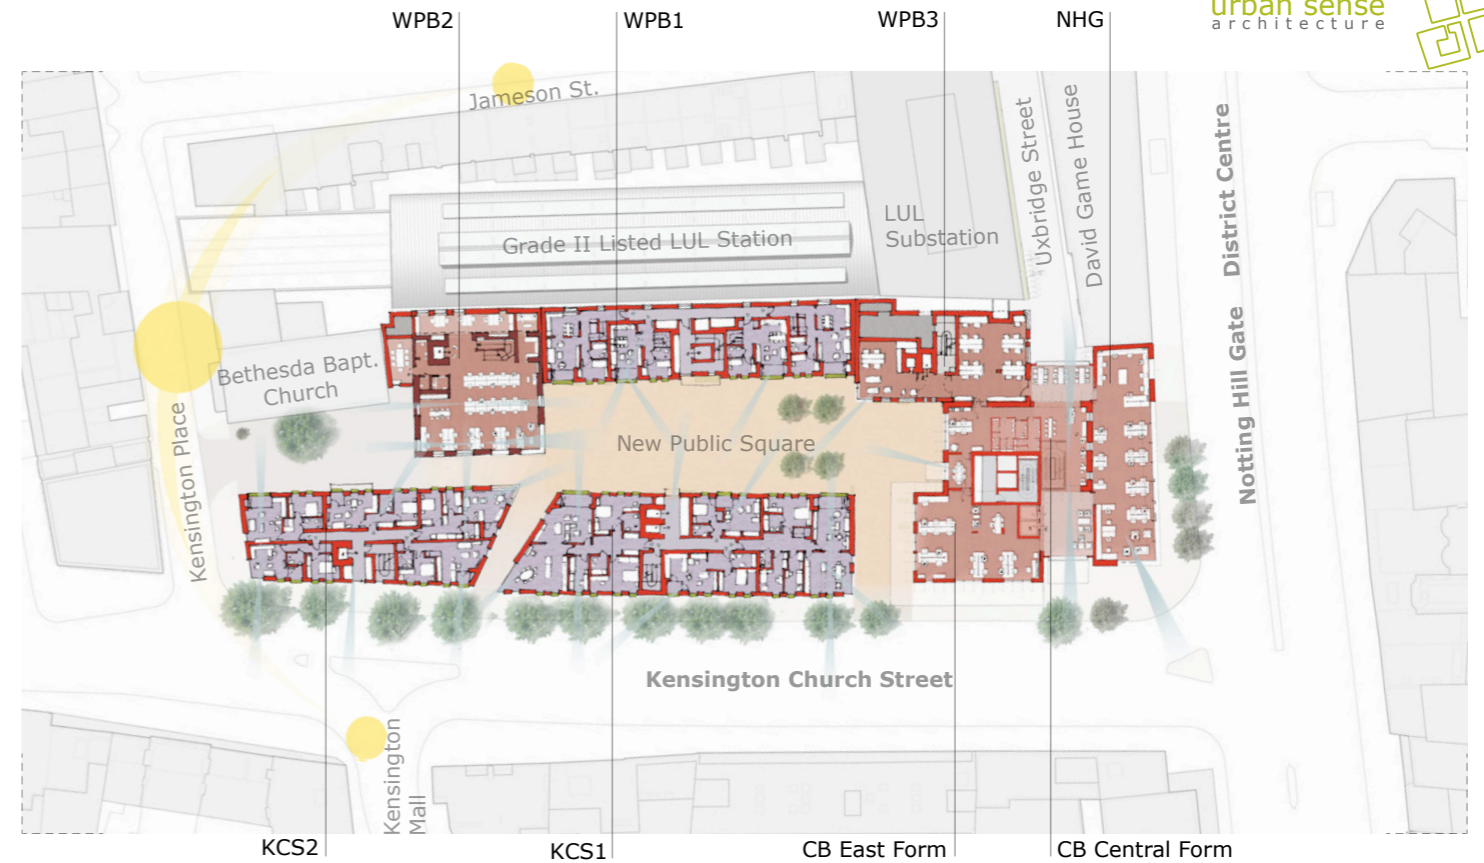 urban sense
architecture
WPB2
WPB1
WPB3
NHG
Jameson St.
Uxbridge Street
David Game House
Notting Hill Gate District Centre
LUL
Substation
Grade II Listed LUL Station
Bethesda Bapt.
Church
New Public Square
Kensington Place
Kensington Church Street
Kensington
Mall
KCS2
KCS1
CB East Form
CB Central Form